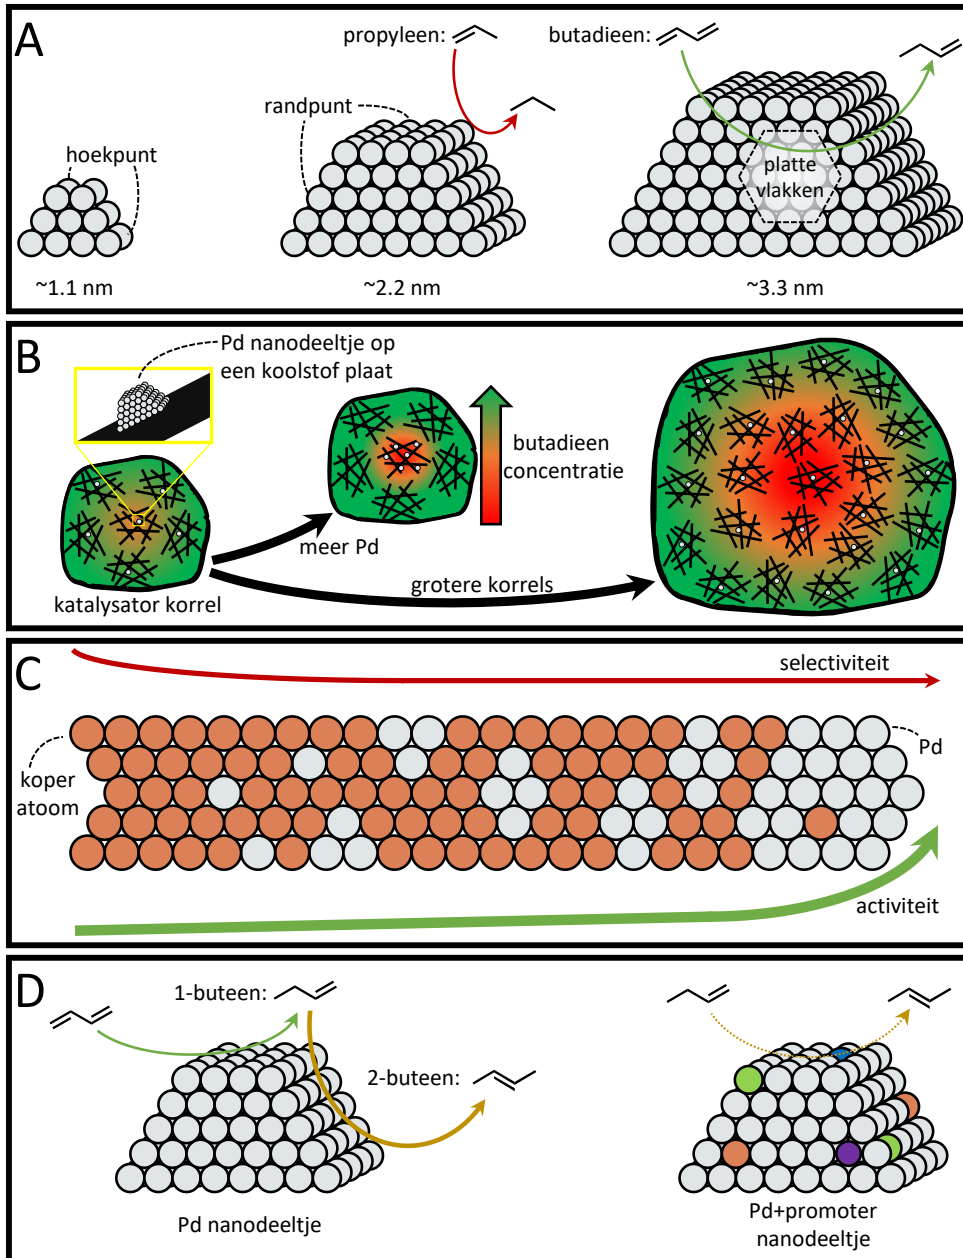 A
propyleen:
butadieen:
randpunt
hoekpunt
platte
vlakken
~1.1 nm
~2.2 nm
~3.3 nm
B
Pd nanodeeltje op
een koolstof plaat
butadieen
concentratie
meer Pd
grotere korrels
katalysator korrel
C
selectiviteit
Pd
koper
atoom
activiteit
D
1-buteen:
2-buteen:
Pd nanodeeltje
Pd+promoter
nanodeeltje